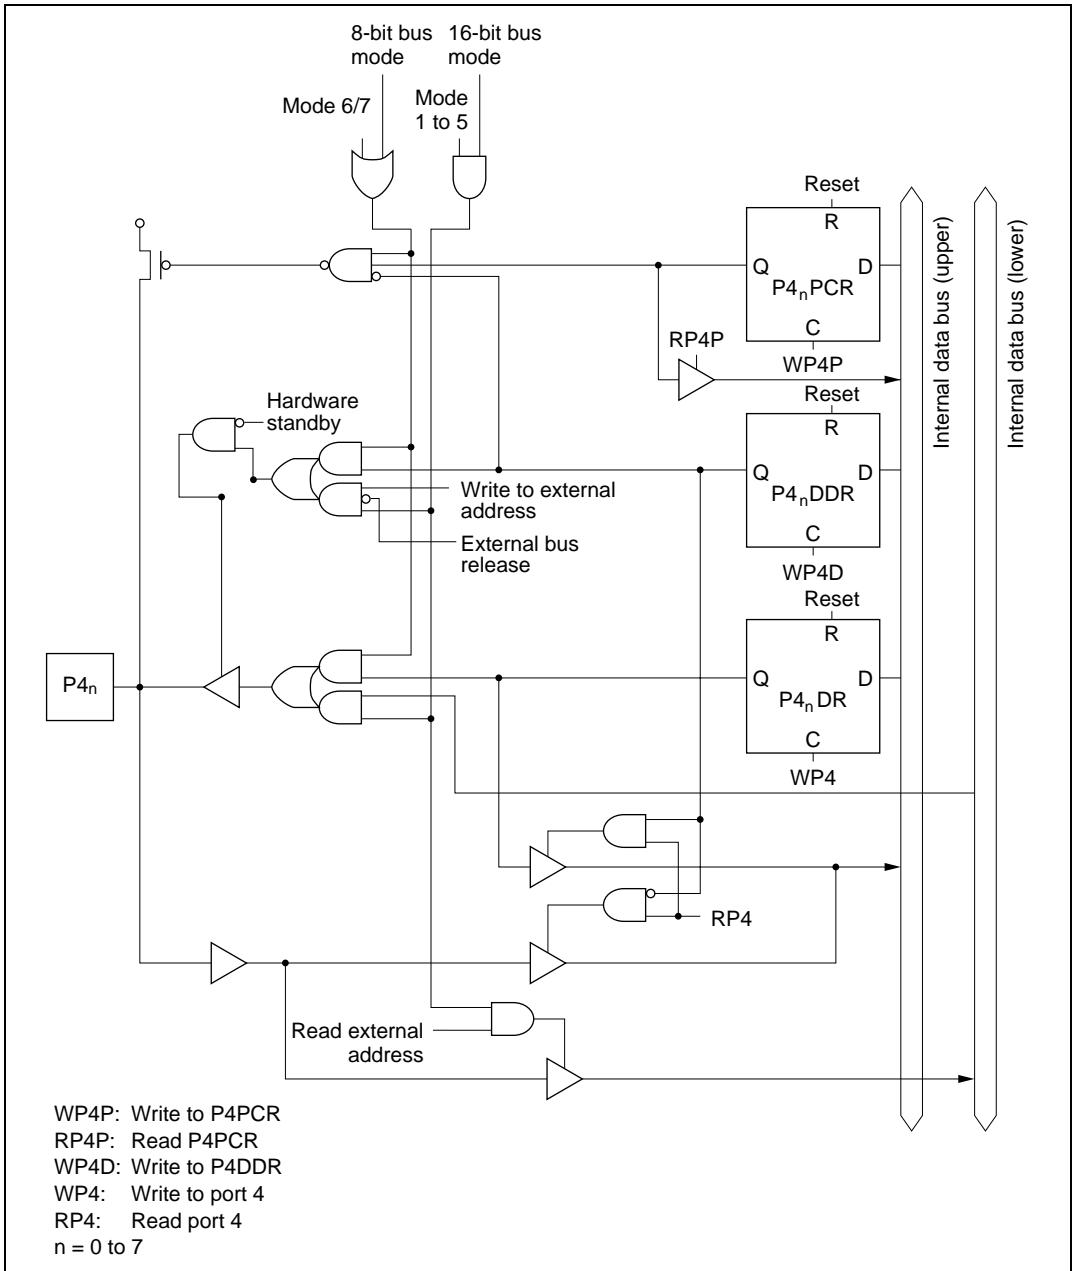 8-bit bus
mode
16-bit bus
mode
Mode 6/7
Mode
1 to 5
Reset
R
Q
D
P4nPCR
C
WP4P
RP4P
Internal data bus (upper)
Internal data bus (lower)
Hardware
standby
Reset
R
Q
D
P4nDDR
C
WP4D
Write to external
address
External bus
release
Reset
R
P4n
Q
D
P4nDR
C
WP4
RP4
Read external
address
WP4P: Write to P4PCR
RP4P: Read P4PCR
WP4D: Write to P4DDR
WP4: Write to port 4
RP4: Read port 4
n = 0 to 7